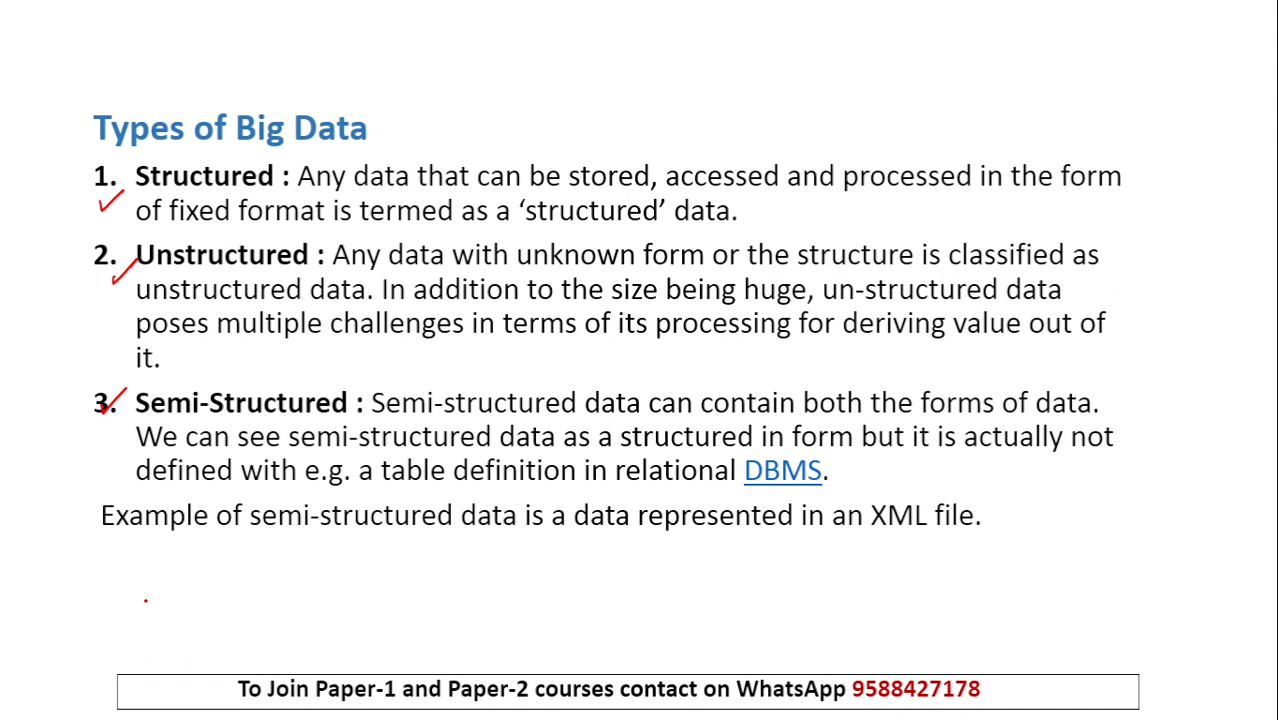 Types of Big Data
1. Structured : Any data that can be stored, accessed and processed in the form
of fixed format is termed as a ‘structured’ data.
2. Unstructured : Any data with unknown form or the structure is classified as
unstructured data. In addition to the size being huge, un-structured data
poses multiple challenges in terms of its processing for deriving value out of
it.
3. Semi-Structured : Semi-structured data can contain both the forms of data.
We can see semi-structured data as a structured in form but it is actually not
defined with e.g. a table definition in relational DBMS.
Example of semi-structured data is a data represented in an XML file.
To Join Paper-1 and Paper-2 courses contact on WhatsApp 9588427178